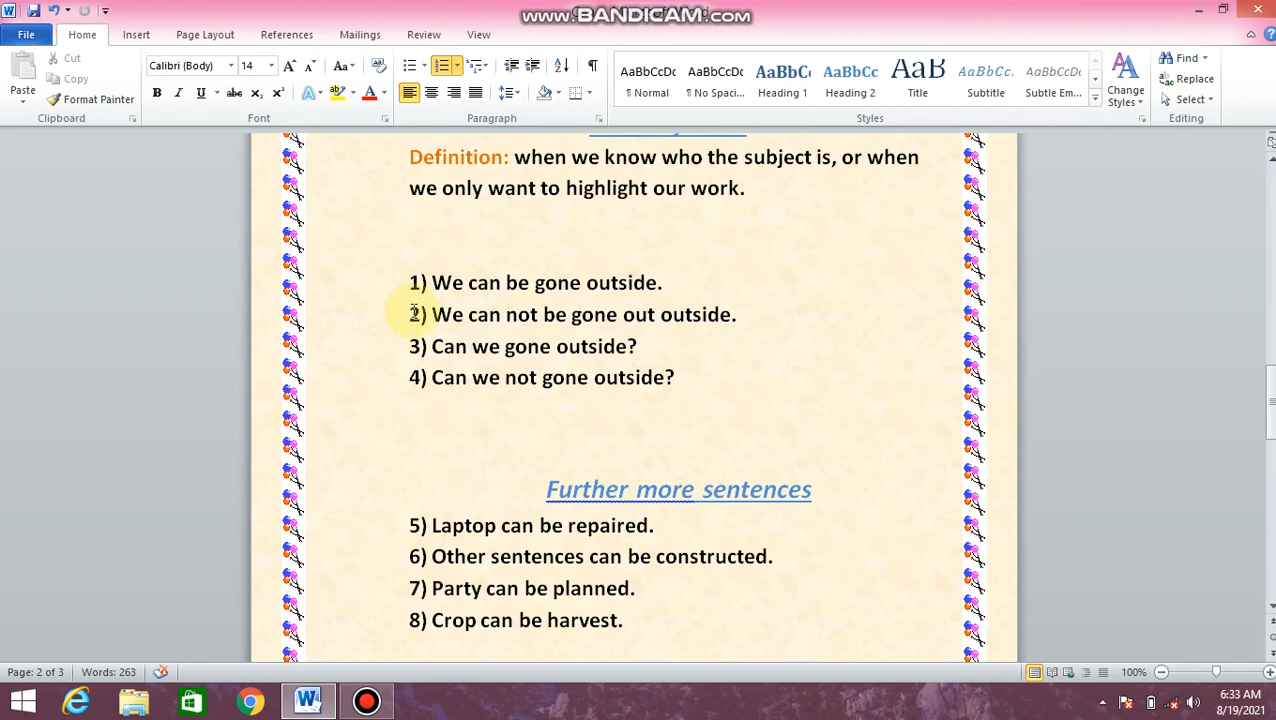 www.BANDICAM.com
File Home Insert Page Layout References Mailings Review View
Paste
Cut
Copy
Format Painter
Clipboard
Calibri (Body) 14
Font
Paragraph
AaBbCcDc AaBbCcDc AaBbC AaBbCc AaB AaBbCc. AaBbCcDc
¶ Normal ¶ No Spaci... Heading 1 Heading 2 Title Subtitle Subtle Em...
Styles
Change Styles
Find
Replace
Select
Editing
Definition: when we know who the subject is, or when
we only want to highlight our work.
1) We can be gone outside.
2) We can not be gone out outside.
3) Can we gone outside?
4) Can we not gone outside?
Further more sentences
5) Laptop can be repaired.
6) Other sentences can be constructed.
7) Party can be planned.
8) Crop can be harvest.
Page: 2 of 3 Words: 263 100%
6:33 AM
8/19/2021